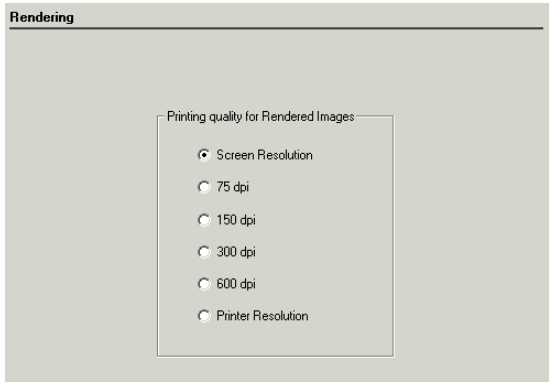 Rendering
Printing quality for Rendered Images
Screen Resolution
75 dpi
150 dpi
300 dpi
600 dpi
Printer Resolution